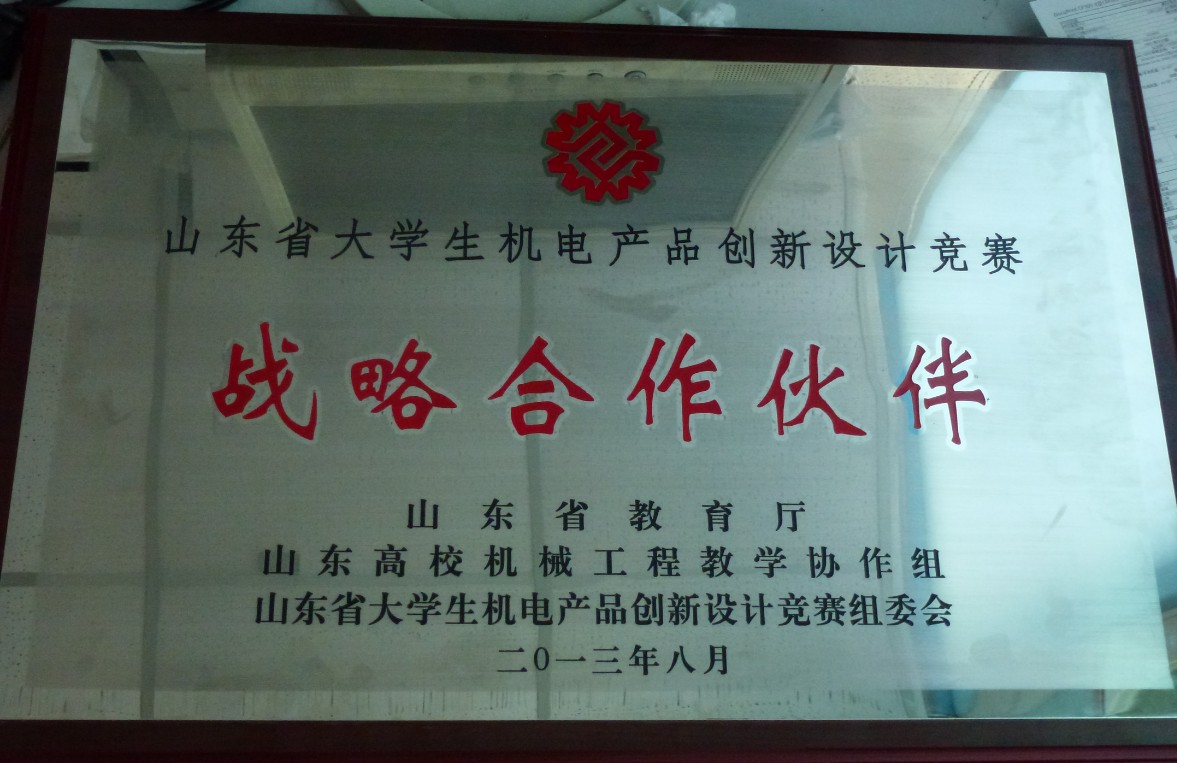 山东省大学生机电产品创新设计竞赛
战略合作伙伴
山东省教育厅
山东高校机械工程教学协作组
山东省大学生机电产品创新设计竞赛组委会
二0一三年八月